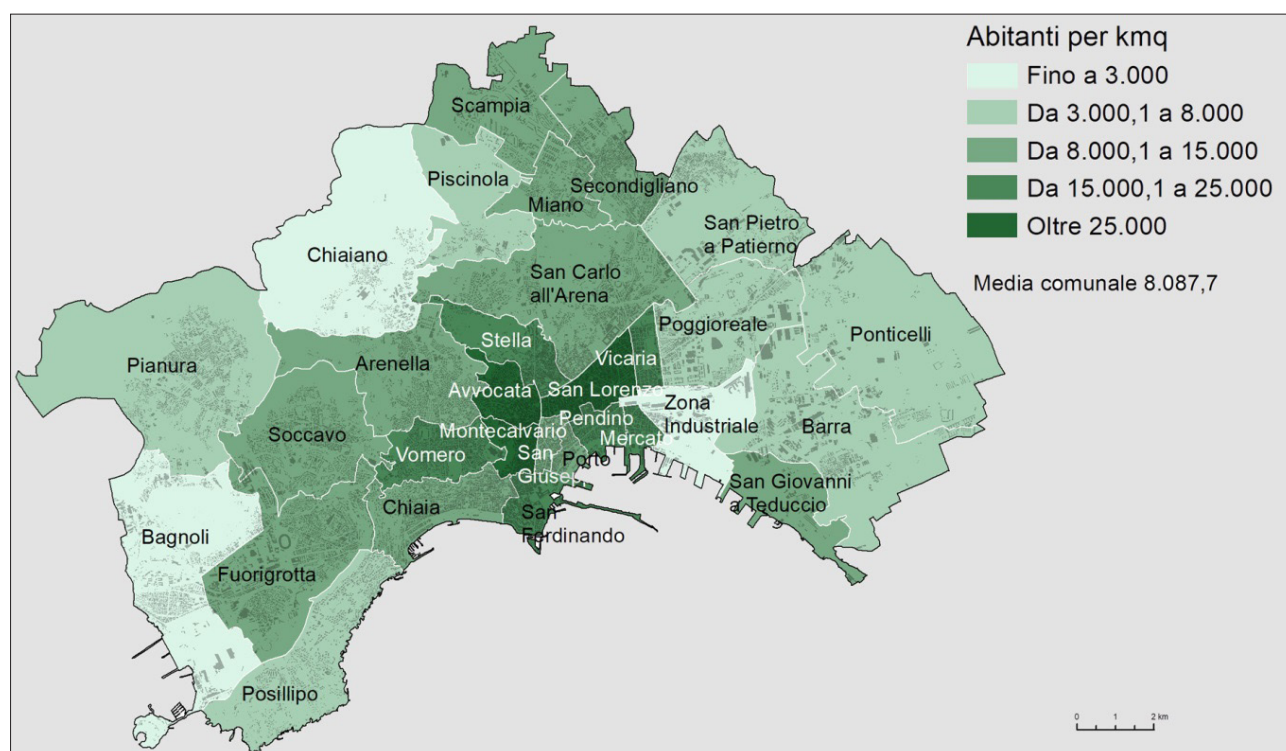 Abitanti per kmq
Fino a 3.000
Da 3.000,1 a 8.000
Da 8.000,1 a 15.000
Da 15.000,1 a 25.000
Oltre 25.000
Media comunale 8.087,7
Scampia
Piscinola
Secondigliano
Miano
San Pietro
a Patierno
Chiaiano
San Carlo
all'Arena
Poggioreale
Ponticelli
Stella
Vicaria
Pianura
Arenella
Avvocata
San Lorenzo
Zona
Industriale
Pendino
Barra
Soccavo
Montecalvario
Mercato
Vomero
San
Giusep
Porto
San Giovanni
a Teduccio
Chiaia
San
Ferdinando
Bagnoli
Fuorigrotta
Posillipo
0 1 2 km